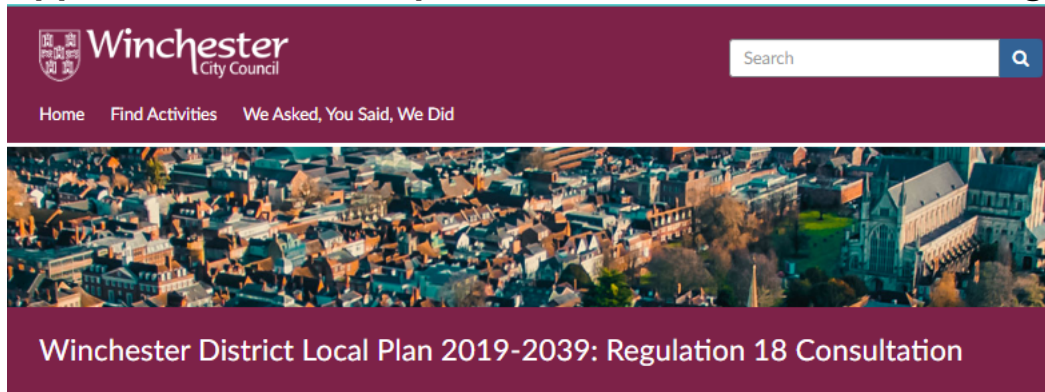 Winchester
City Council
Search
Home Find Activities We Asked, You Said, We Did
Winchester District Local Plan 2019-2039: Regulation 18 Consultation